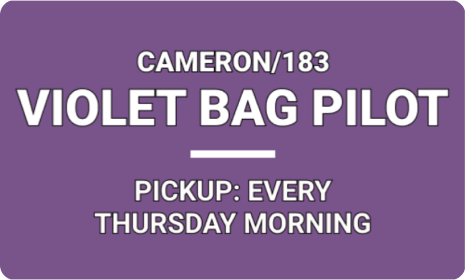 CAMERON/183
VIOLET BAG PILOT
PICKUP: EVERY
THURSDAY MORNING